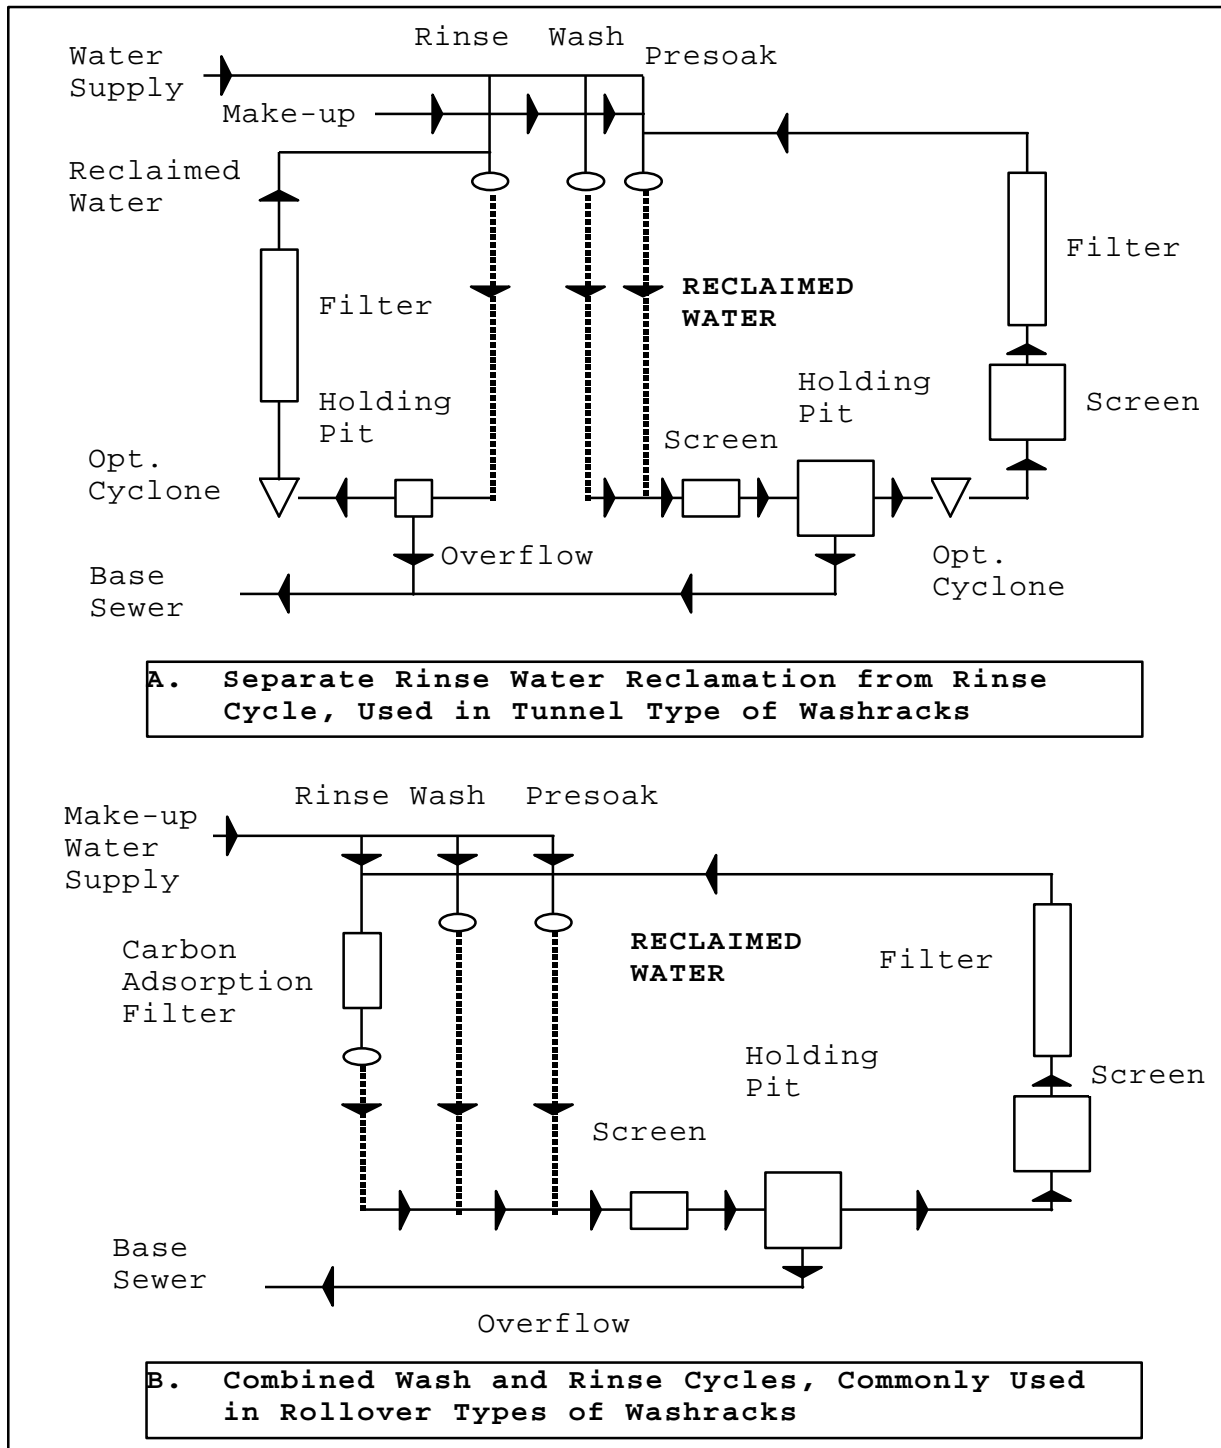 Rinse Wash
Presoak
Water
Supply
Make-up
Reclaimed
Water
Filter
Filter
RECLAIMED
WATER
Holding
Pit
Holding
Pit
Screen
Screen
Opt.
Cyclone
Overflow
Opt.
Cyclone
Base
Sewer
A. Separate Rinse Water Reclamation from Rinse
Cycle, Used in Tunnel Type of Washracks
Rinse Wash Presoak
Make-up
Water
Supply
Carbon
Adsorption
Filter
RECLAIMED
WATER
Filter
Holding
Pit
Screen
Screen
Base
Sewer
Overflow
B. Combined Wash and Rinse Cycles, Commonly Used
in Rollover Types of Washracks